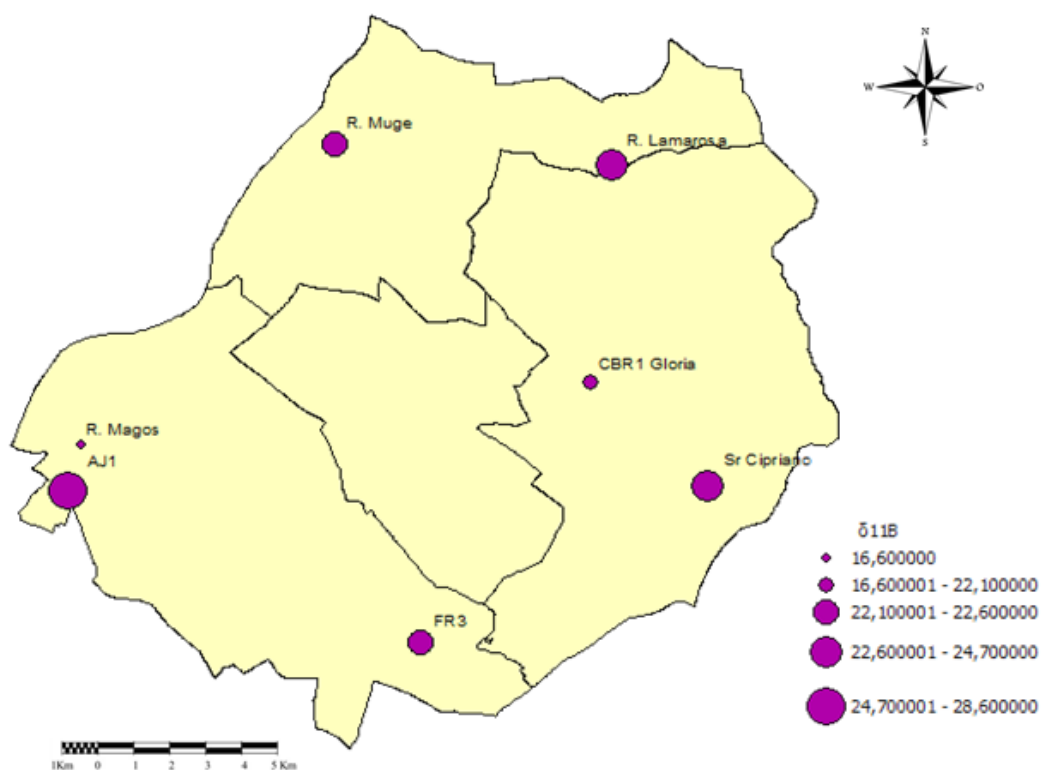 N
R. Muge
W
O
R. Lamarosa
S
CBR1 Gloria
R. Magos
AJ1
Sr Cipriano
δ11B
16,600000
16,600001 - 22,100000
FR3
22,100001 - 22,600000
22,600001 - 24,700000
24,700001 - 28,600000
1Km 0 1 2 3 4 5 Km